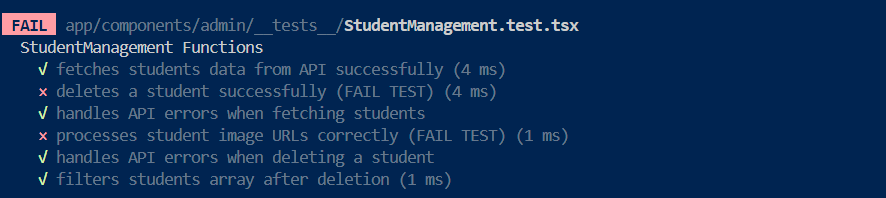 FAIL app/components/admin/__tests__/StudentManagement.test.tsx
StudentManagement Functions
√ fetches students data from API successfully (4 ms)
× deletes a student successfully (FAIL TEST) (4 ms)
√ handles API errors when fetching students
× processes student image URLs correctly (FAIL TEST) (1 ms)
√ handles API errors when deleting a student
√ filters students array after deletion (1 ms)